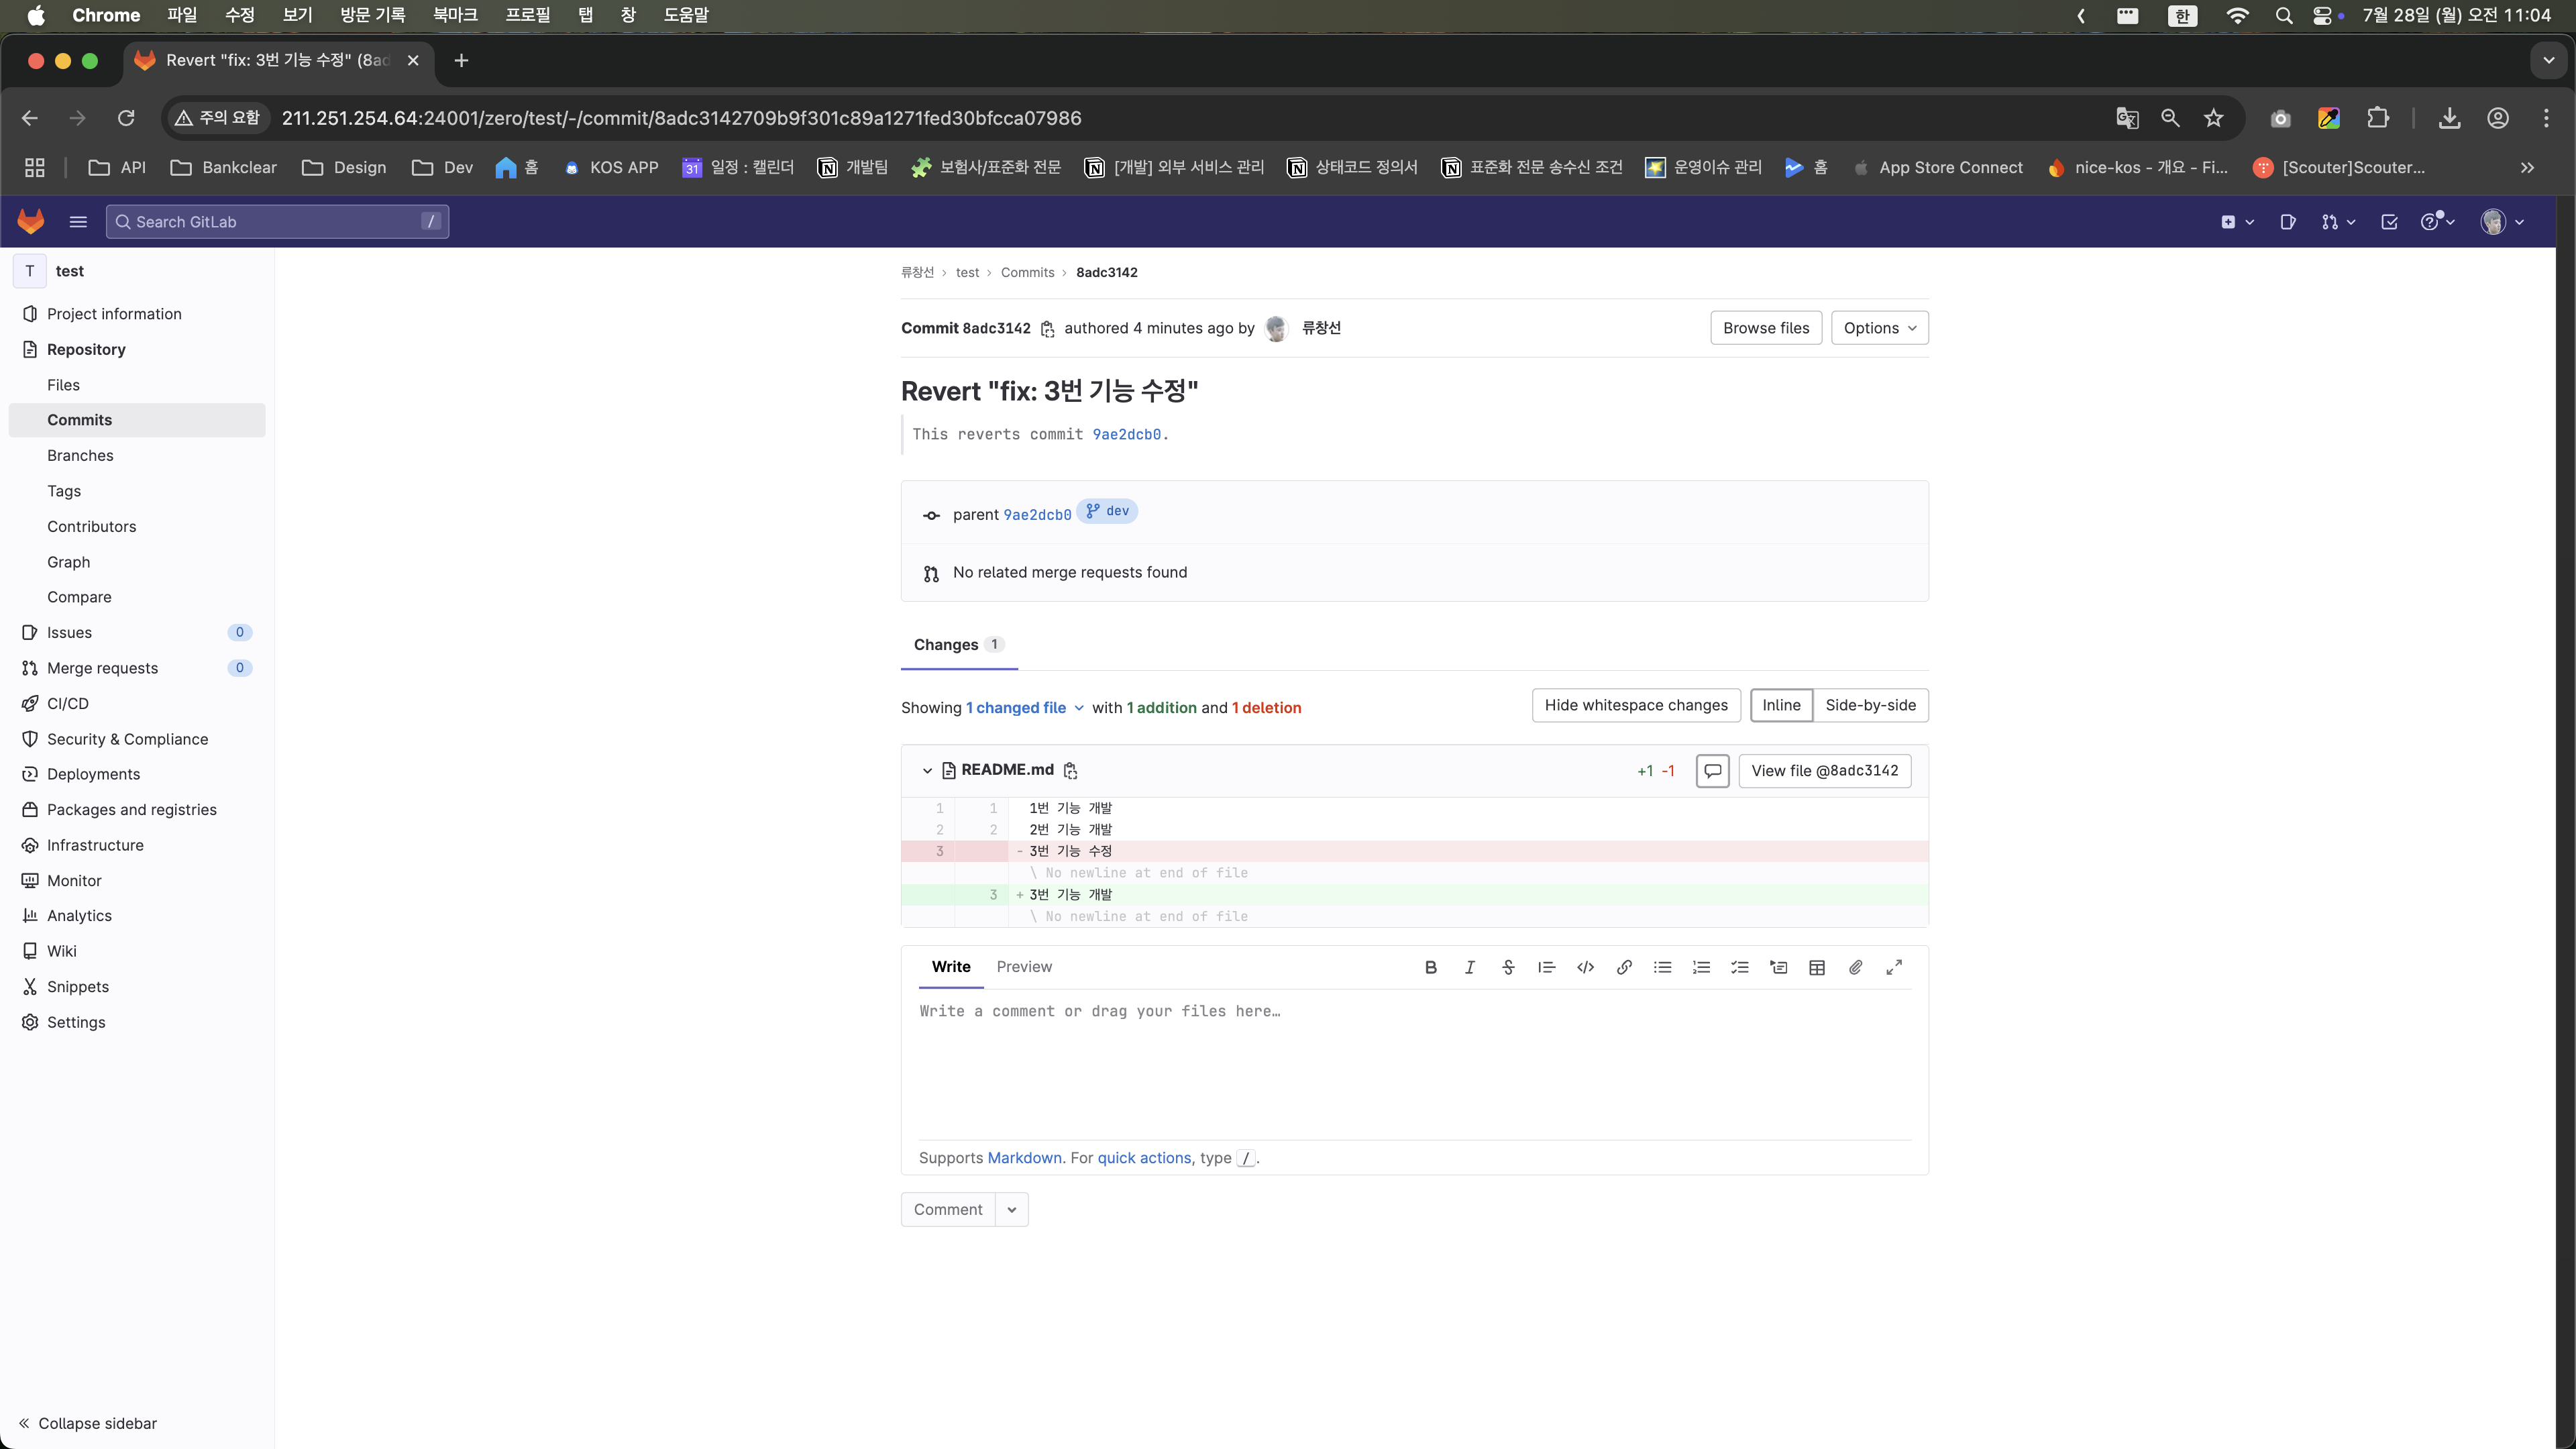 Chrome 파일 수정 보기 방문 기록 북마크 프로필 탭 창 도움말 한 7월 28일 (월) 오전 11:04
Revert "fix: 3번 기능 수정" (8ad
주의 요함 211.251.254.64:24001/zero/test/-/commit/8adc3142709b9f301c89a1271fed30bfcca07986
API Bankclear Design Dev 홈 KOS APP 31 일정 : 캘린더 개발팀 보험사/표준화 전문 [개발] 외부 서비스 관리 상태코드 정의서 표준화 전문 송수신 조건 운영이슈 관리 홈 App Store Connect nice-kos - 개요 - Fi... [Scouter]Scouter...
Search GitLab /
T test
Project information
Repository
Files
Commits
Branches
Tags
Contributors
Graph
Compare
Issues 0
Merge requests 0
CI/CD
Security & Compliance
Deployments
Packages and registries
Infrastructure
Monitor
Analytics
Wiki
Snippets
Settings
Collapse sidebar
류창선 › test › Commits › 8adc3142
Commit 8adc3142 authored 4 minutes ago by 류창선
Browse files Options
Revert "fix: 3번 기능 수정"
This reverts commit 9ae2dcb0.
parent 9ae2dcb0 dev
No related merge requests found
Changes 1
Showing 1 changed file with 1 addition and 1 deletion
Hide whitespace changes Inline Side-by-side
README.md +1 -1 View file @8adc3142
1 1 1번 기능 개발
2 2 2번 기능 개발
3 - 3번 기능 수정
\ No newline at end of file
3 + 3번 기능 개발
\ No newline at end of file
Write Preview
Write a comment or drag your files here…
Supports Markdown. For quick actions, type /.
Comment